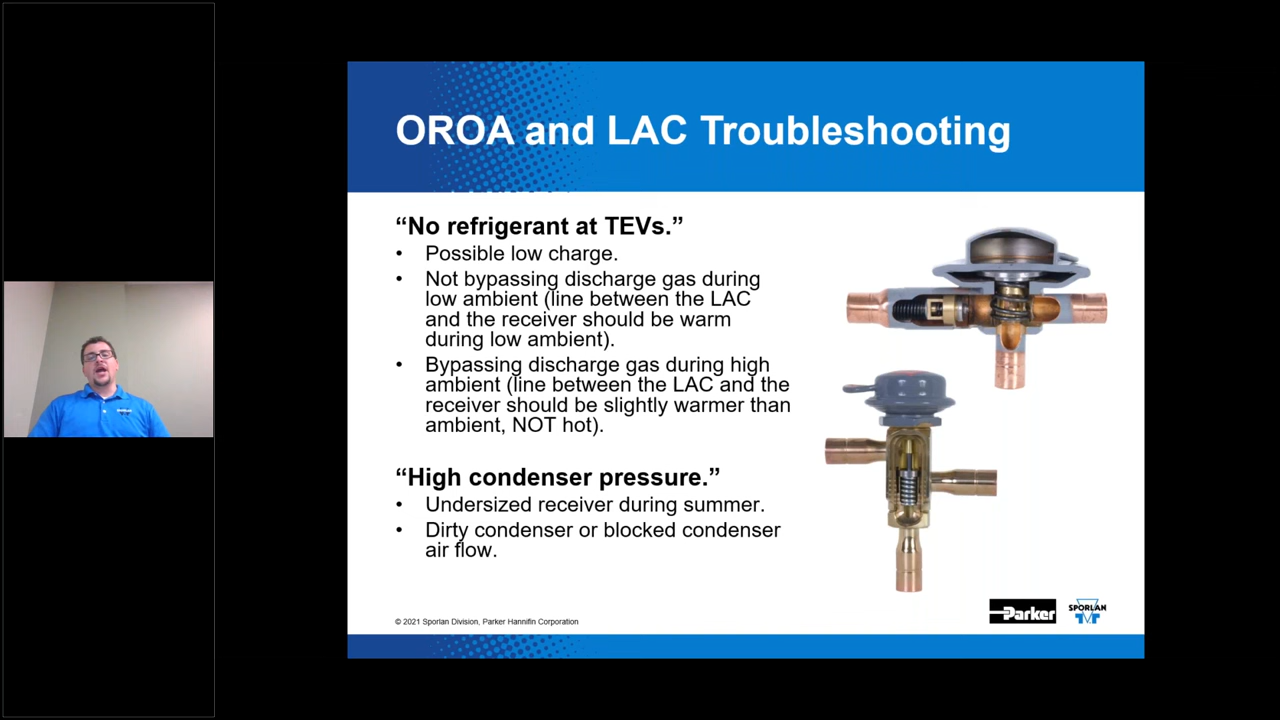 OROA and LAC Troubleshooting
“No refrigerant at TEVs.”
• Possible low charge.
• Not bypassing discharge gas during
low ambient (line between the LAC
and the receiver should be warm
during low ambient).
• Bypassing discharge gas during high
ambient (line between the LAC and the
receiver should be slightly warmer than
ambient, NOT hot).
“High condenser pressure.”
• Undersized receiver during summer.
• Dirty condenser or blocked condenser
air flow.
© 2021 Sporlan Division, Parker Hannifin Corporation
Parker
SPORLAN